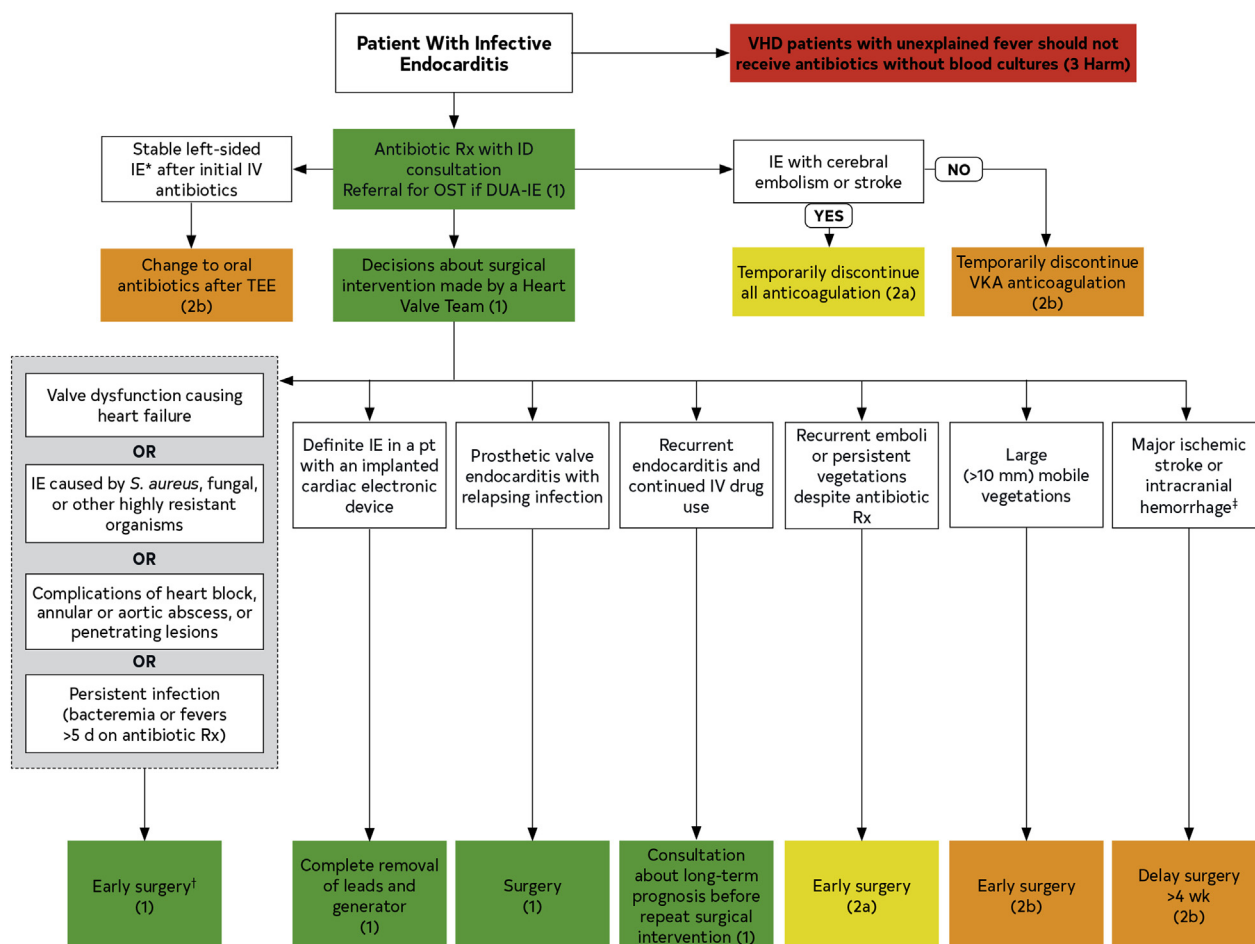 Patient With Infective
Endocarditis
VHD patients with unexplained fever should not
receive antibiotics without blood cultures (3 Harm)
Stable left-sided
IE* after initial IV
antibiotics
Antibiotic Rx with ID
consultation
Referral for OST if DUA-IE (1)
IE with cerebral
embolism or stroke
NO
YES
Change to oral
antibiotics after TEE
(2b)
Decisions about surgical
intervention made by a Heart
Valve Team (1)
Temporarily discontinue
all anticoagulation (2a)
Temporarily discontinue
VKA anticoagulation
(2b)
Valve dysfunction causing
heart failure
OR
IE caused by S. aureus, fungal,
or other highly resistant
organisms
OR
Complications of heart block,
annular or aortic abscess, or
penetrating lesions
OR
Persistent infection
(bacteremia or fevers
>5 d on antibiotic Rx)
Definite IE in a pt
with an implanted
cardiac electronic
device
Prosthetic valve
endocarditis with
relapsing infection
Recurrent
endocarditis and
continued IV drug
use
Recurrent emboli
or persistent
vegetations
despite antibiotic
Rx
Large
(>10 mm) mobile
vegetations
Major ischemic
stroke or
intracranial
hemorrhage‡
Early surgery†
(1)
Complete removal
of leads and
generator
(1)
Surgery
(1)
Consultation
about long-term
prognosis before
repeat surgical
intervention (1)
Early surgery
(2a)
Early surgery
(2b)
Delay surgery
>4 wk
(2b)